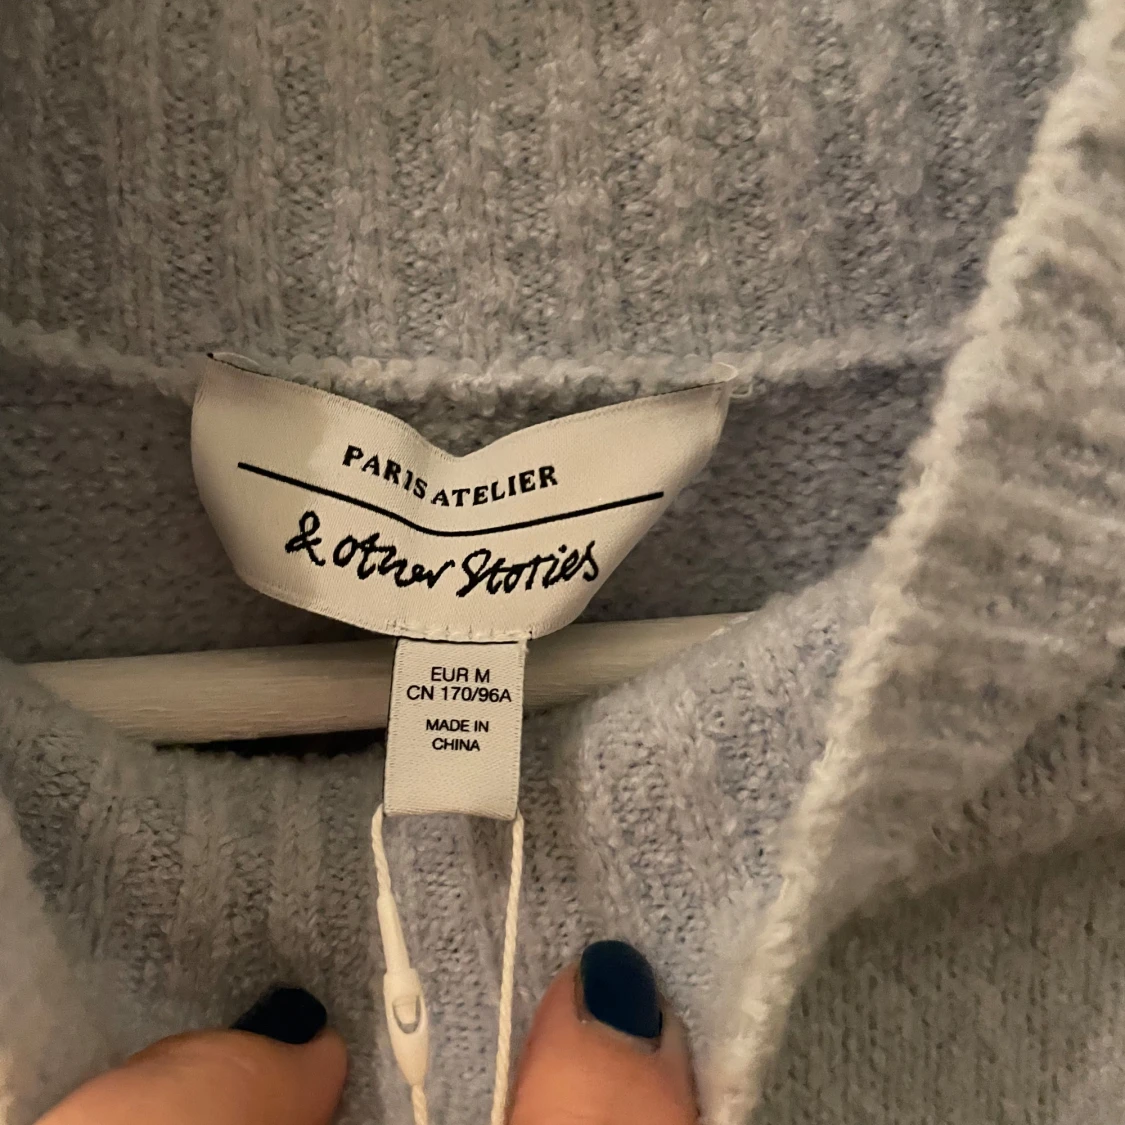 PARIS ATELIER
& other Stories
EUR M
CN 170/96A
MADE IN
CHINA